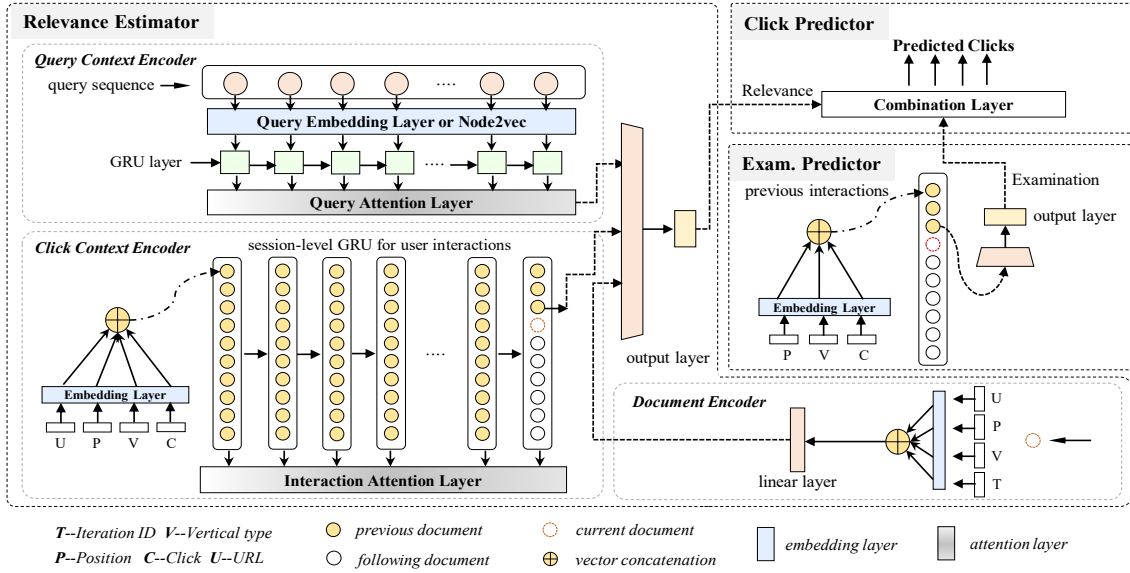 Relevance Estimator
Query Context Encoder
query sequence
....
Query Embedding Layer or Node2vec
GRU layer
....
Query Attention Layer
Click Context Encoder
session-level GRU for user interactions
....
Embedding Layer
U P V C
Interaction Attention Layer
output layer
Click Predictor
Predicted Clicks
Relevance
Combination Layer
Exam. Predictor
previous interactions
Examination
output layer
Embedding Layer
P V C
Document Encoder
U
P
V
T
linear layer
T--Iteration ID V--Vertical type
P--Position C--Click U--URL
previous document
following document
current document
vector concatenation
embedding layer
attention layer